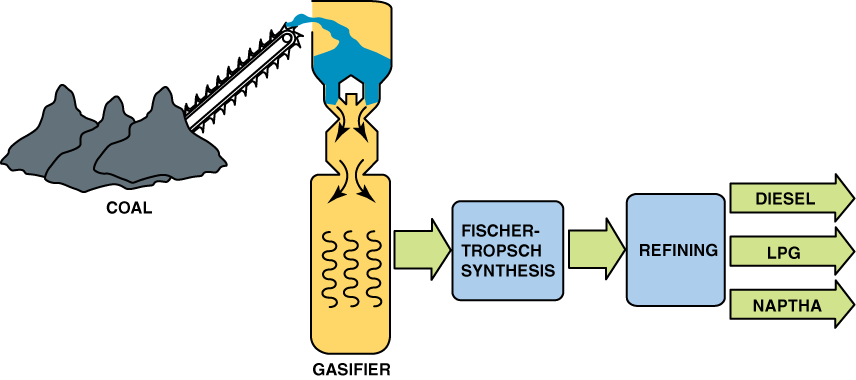 COAL
GASIFIER
FISCHER-
TROPSCH
SYNTHESIS
REFINING
DIESEL
LPG
NAPTHA